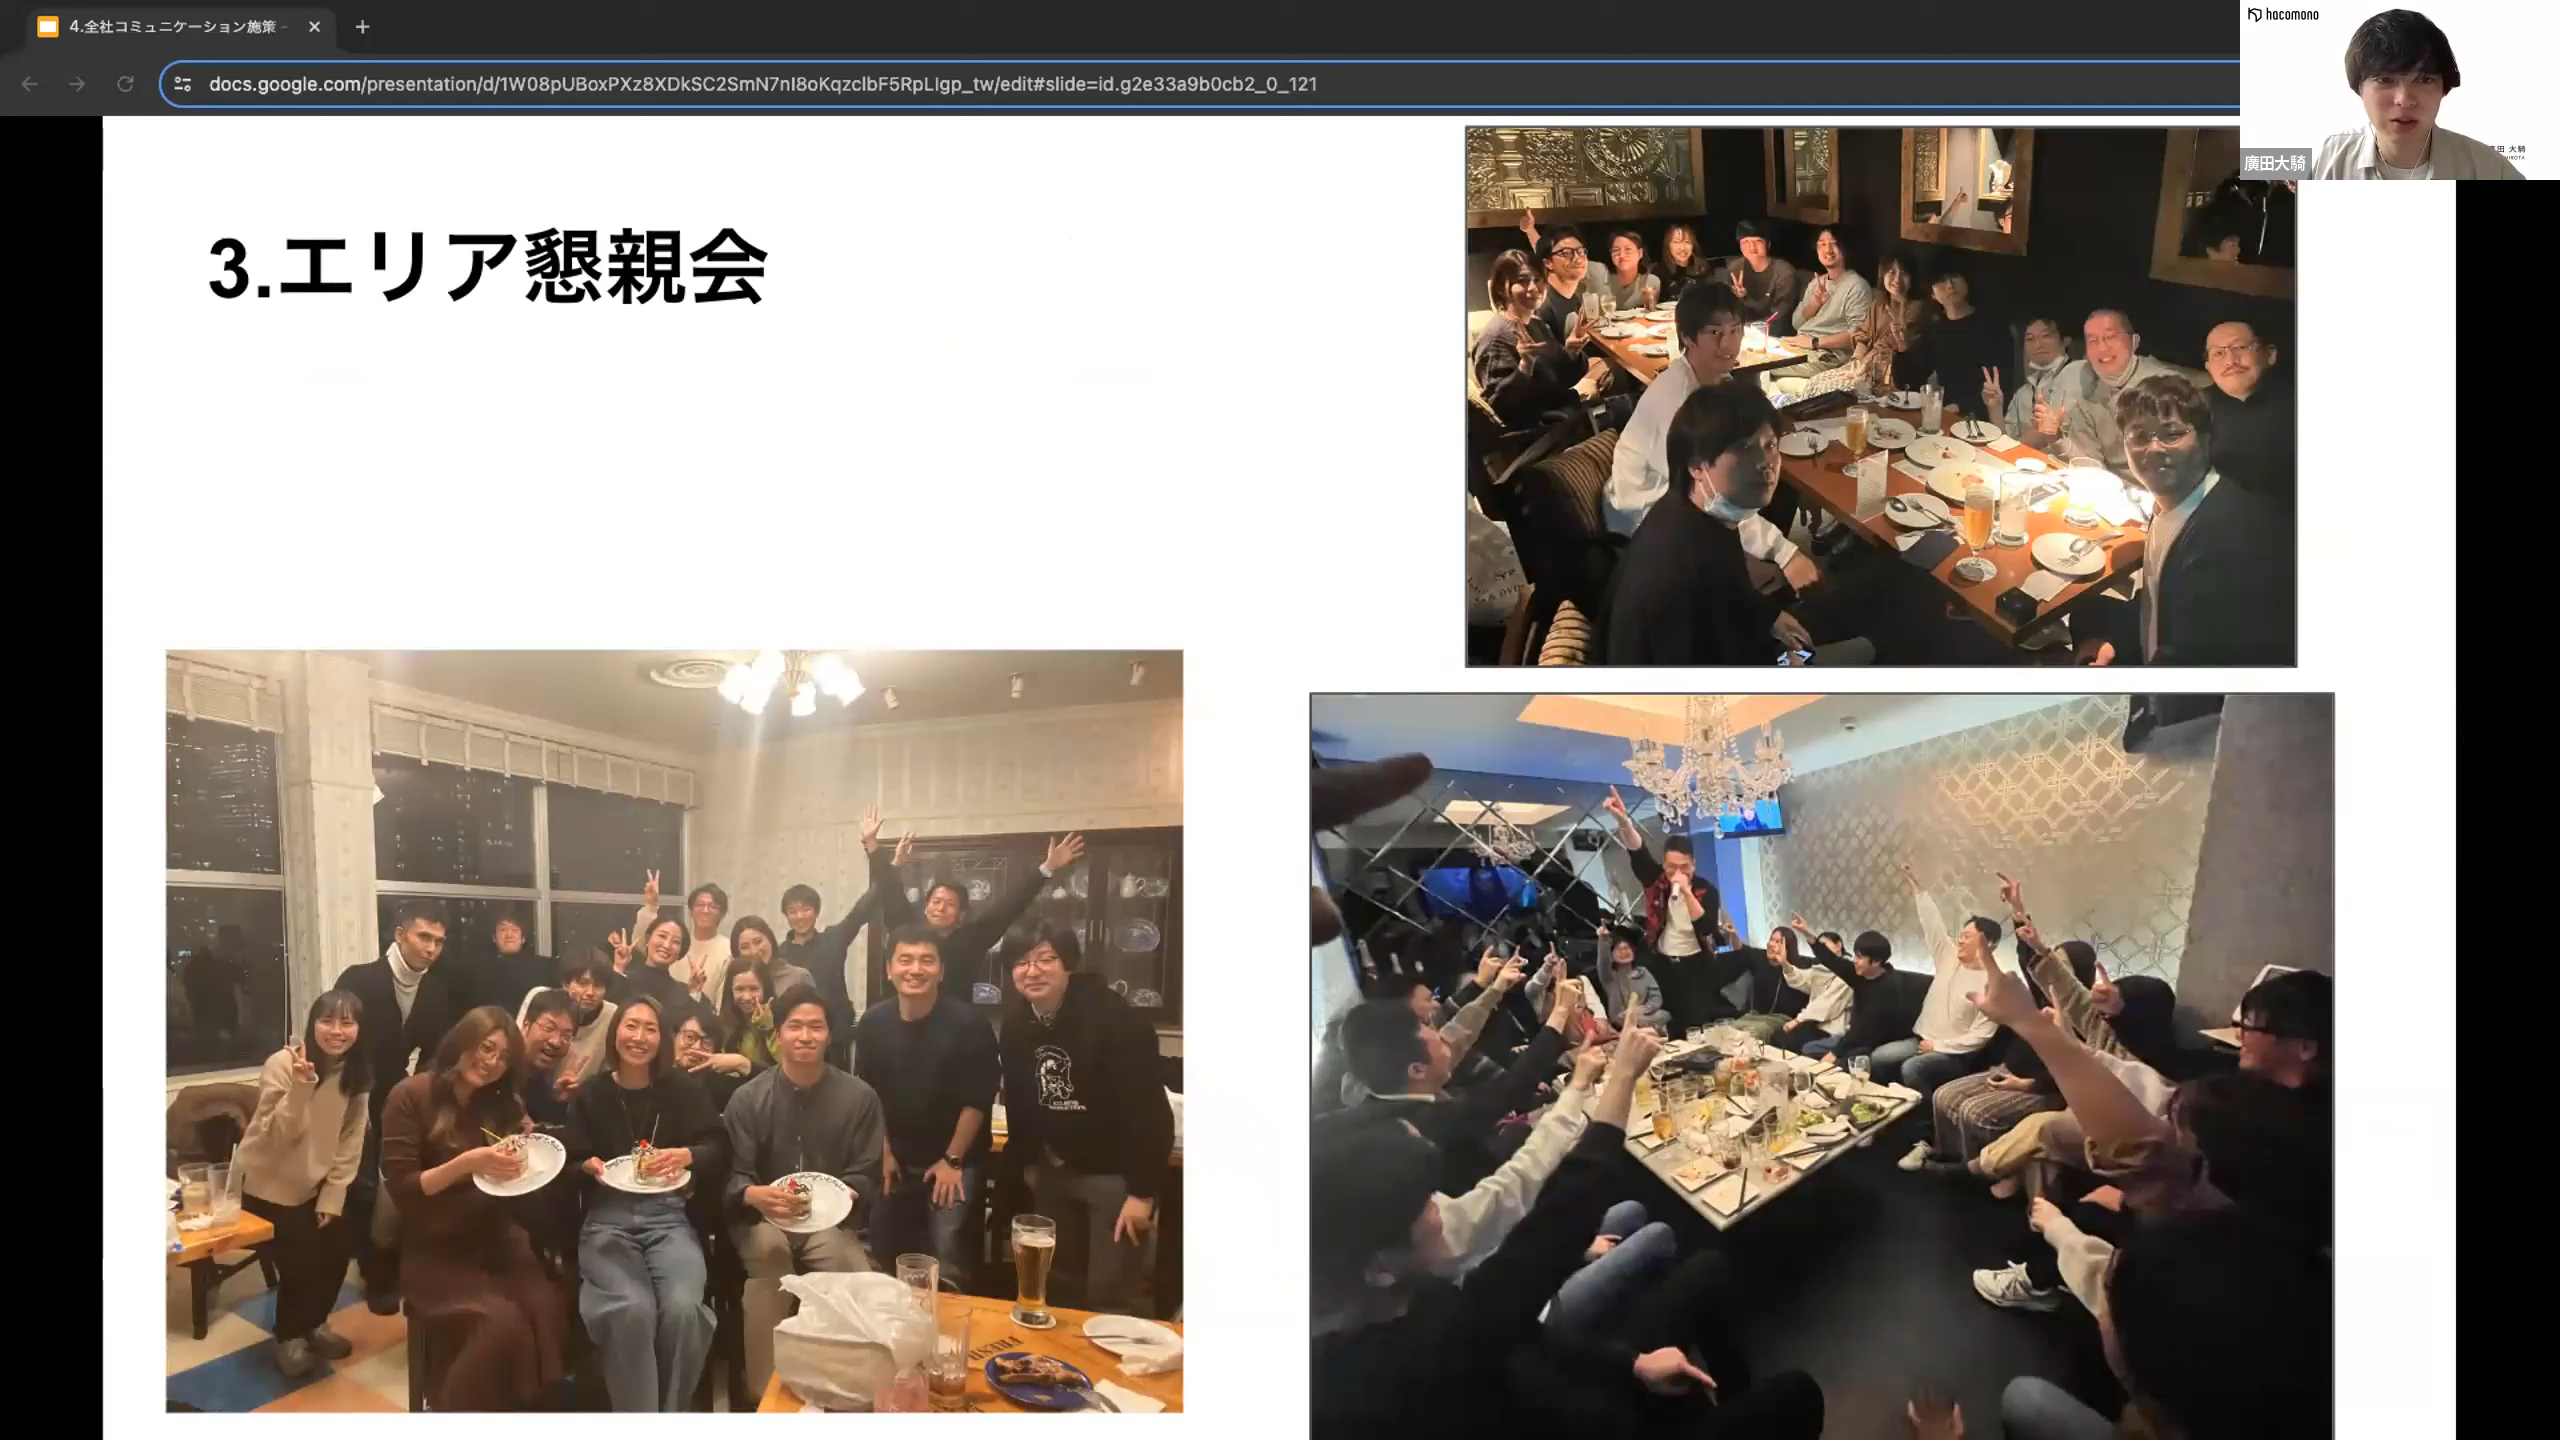 4.全社コミュニケーション施策 -
docs.google.com/presentation/d/1W08pUBoxPXz8XDkSC2SmN7nI8oKqzclbF5RpLlgp_tw/edit#slide=id.g2e33a9b0cb2_0_121
hacomono
廣田大騎
3.エリア懇親会